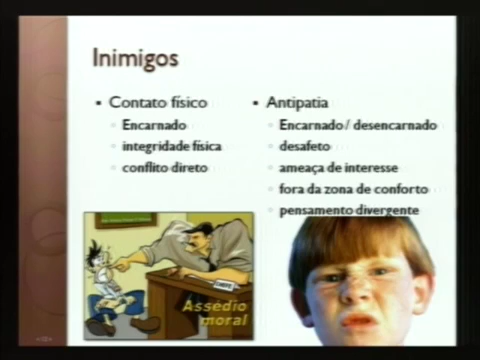 Inimigos
Contato físico
Encarnado
integridade física
conflito direto
Antipatia
Encarnado / desencarnado
desafeto
ameaça de interesse
fora da zona de conforto
pensamento divergente
CHEFE
Assédio
moral